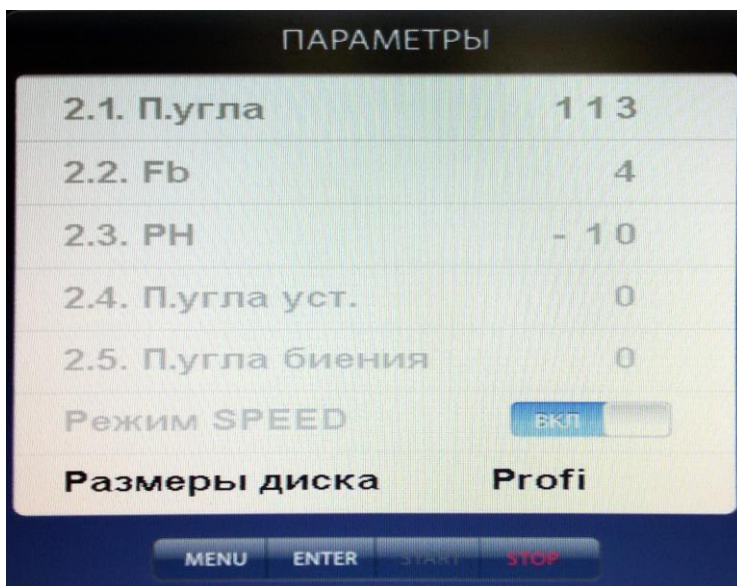 ПАРАМЕТРЫ
2.1. П.угла 113
2.2. Fb 4
2.3. PH - 10
2.4. П.угла уст. 0
2.5. П.угла биения 0
Режим SPEED ВКЛ
Размеры диска Profi
MENU ENTER START STOP